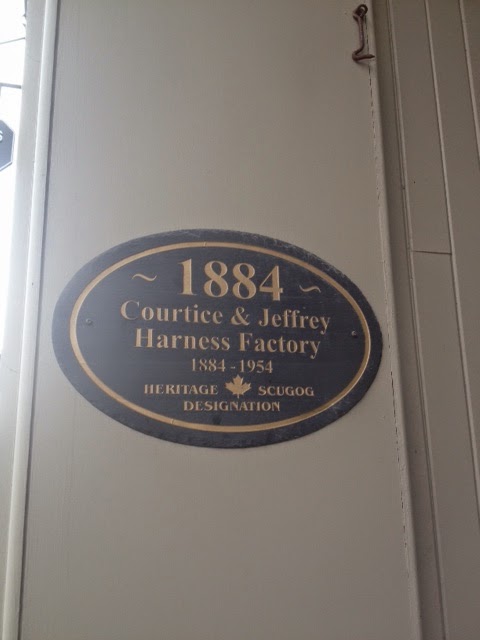 ~ 1884 ~
Courtice & Jeffrey
Harness Factory
1884 - 1954
HERITAGE SCUGOG
DESIGNATION